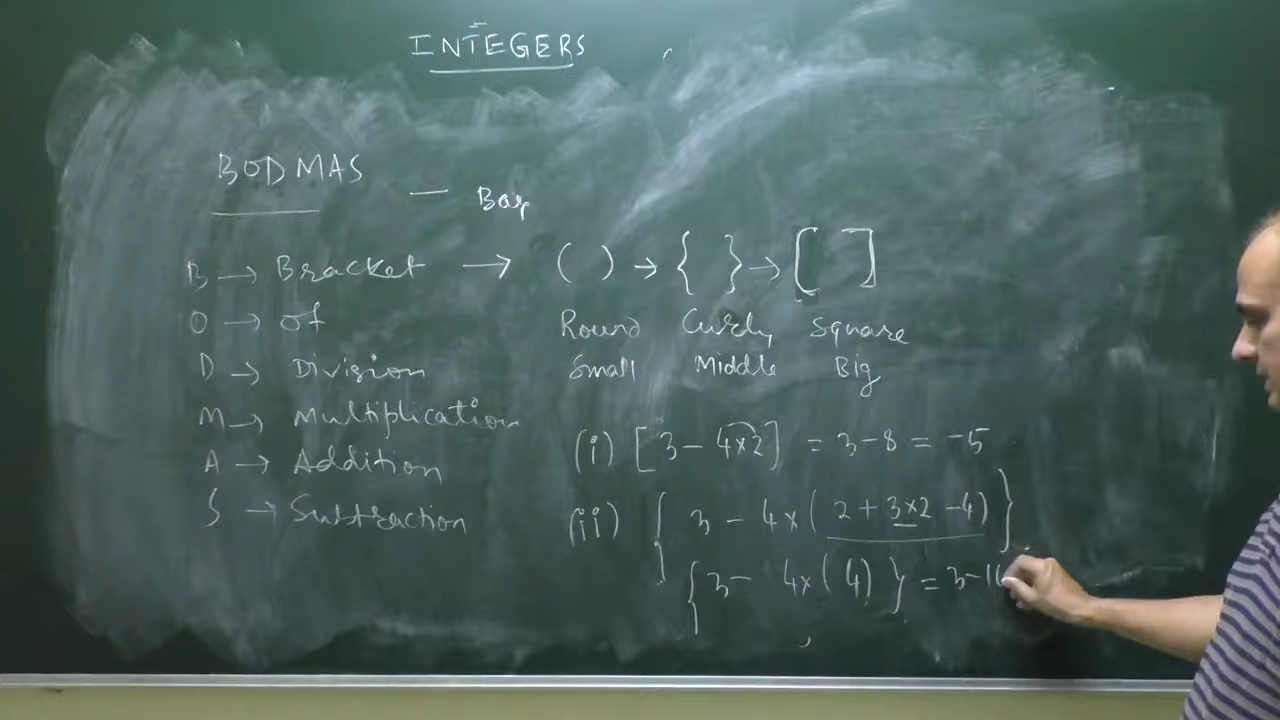 INTEGERS
BODMAS
— Bar
B → Bracket → ( ) → { } → [ ]
O → of
Round Curly Square
D → Division
Small Middle Big
M → Multiplication
(i) [3 - 4×2] = 3-8 = -5
A → Addition
S → Subtraction
(ii) { 3 - 4×( 2 + 3×2 -4) }
{ 3 - 4×(4) } = 3-16